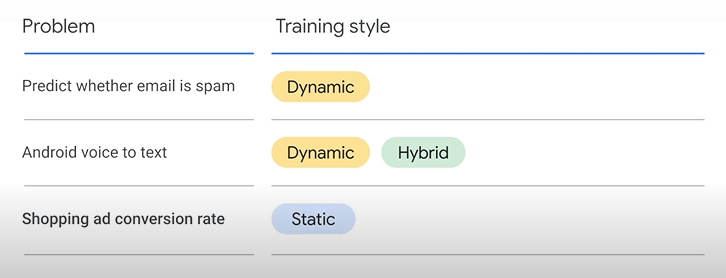 Problem Training style
Predict whether email is spam Dynamic
Android voice to text Dynamic Hybrid
Shopping ad conversion rate Static